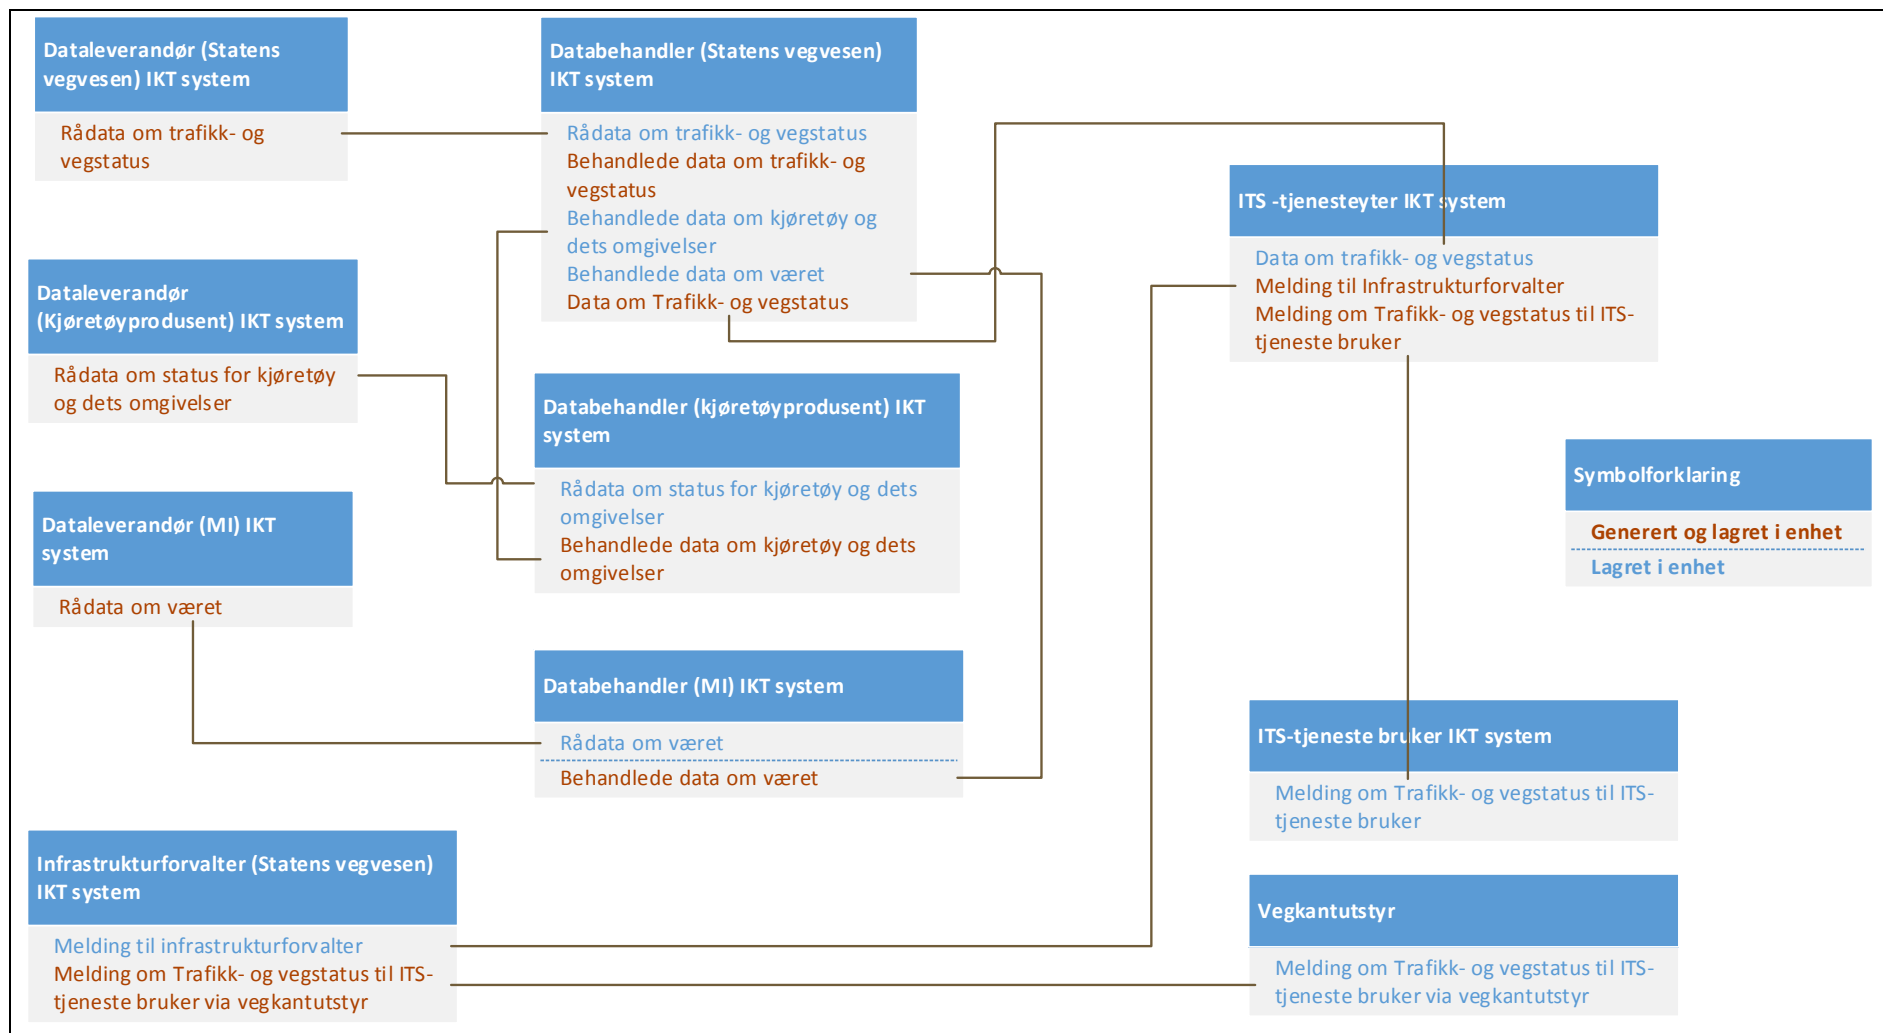 Dataleverandør (Statens
vegvesen) IKT system
Rådata om trafikk- og
vegstatus
Databehandler (Statens vegvesen)
IKT system
Rådata om trafikk- og vegstatus
Behandlede data om trafikk- og
vegstatus
Behandlede data om kjøretøy og
dets omgivelser
Behandlede data om været
Data om Trafikk- og vegstatus
ITS -tjenesteyter IKT system
Data om trafikk- og vegstatus
Melding til Infrastrukturforvalter
Melding om Trafikk- og vegstatus til ITS-
tjeneste bruker
Dataleverandør
(Kjøretøyprodusent) IKT system
Rådata om status for kjøretøy
og dets omgivelser
Databehandler (kjøretøyprodusent) IKT
system
Rådata om status for kjøretøy og dets
omgivelser
Behandlede data om kjøretøy og dets
omgivelser
Symbolforklaring
Generert og lagret i enhet
Lagret i enhet
Dataleverandør (MI) IKT
system
Rådata om været
Databehandler (MI) IKT system
Rådata om været
Behandlede data om været
ITS-tjeneste bruker IKT system
Melding om Trafikk- og vegstatus til ITS-
tjeneste bruker
Infrastrukturforvalter (Statens vegvesen)
IKT system
Melding til infrastrukturforvalter
Melding om Trafikk- og vegstatus til ITS-
tjeneste bruker via vegkantutstyr
Vegkantutstyr
Melding om Trafikk- og vegstatus til ITS-
tjeneste bruker via vegkantutstyr